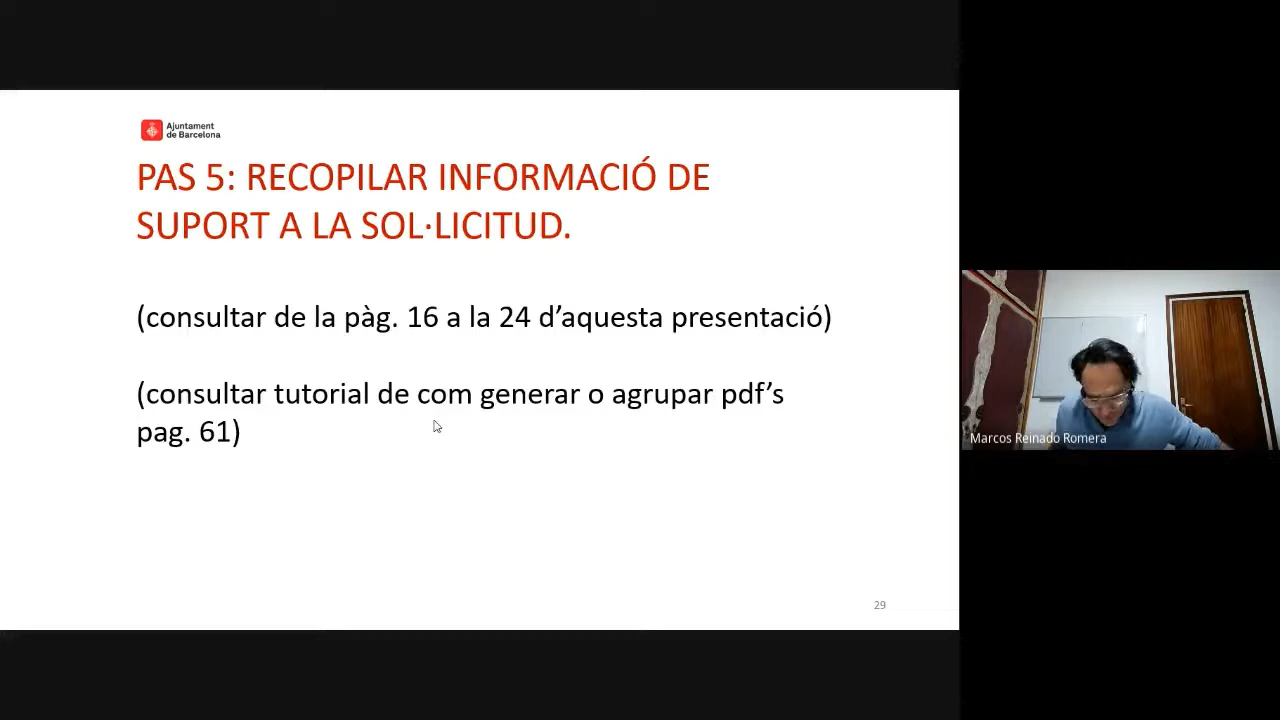 Ajuntament
de Barcelona
PAS 5: RECOPILAR INFORMACIÓ DE
SUPORT A LA SOL·LICITUD.
(consultar de la pàg. 16 a la 24 d’aquesta presentació)
(consultar tutorial de com generar o agrupar pdf’s
pag. 61)
29
Marcos Reinado Romera